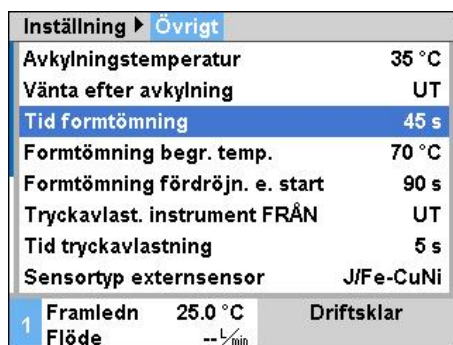 Inställning ▶ Övrigt
Avkylningstemperatur 35 °C
Vänta efter avkylning UT
Tid formtömning 45 s
Formtömning begr. temp. 70 °C
Formtömning fördröjn. e. start 90 s
Tryckavlast. instrument FRÅN UT
Tid tryckavlastning 5 s
Sensortyp externsensor J/Fe-CuNi
1 Framledn 25.0 °C Driftsklar
Flöde -- L/min